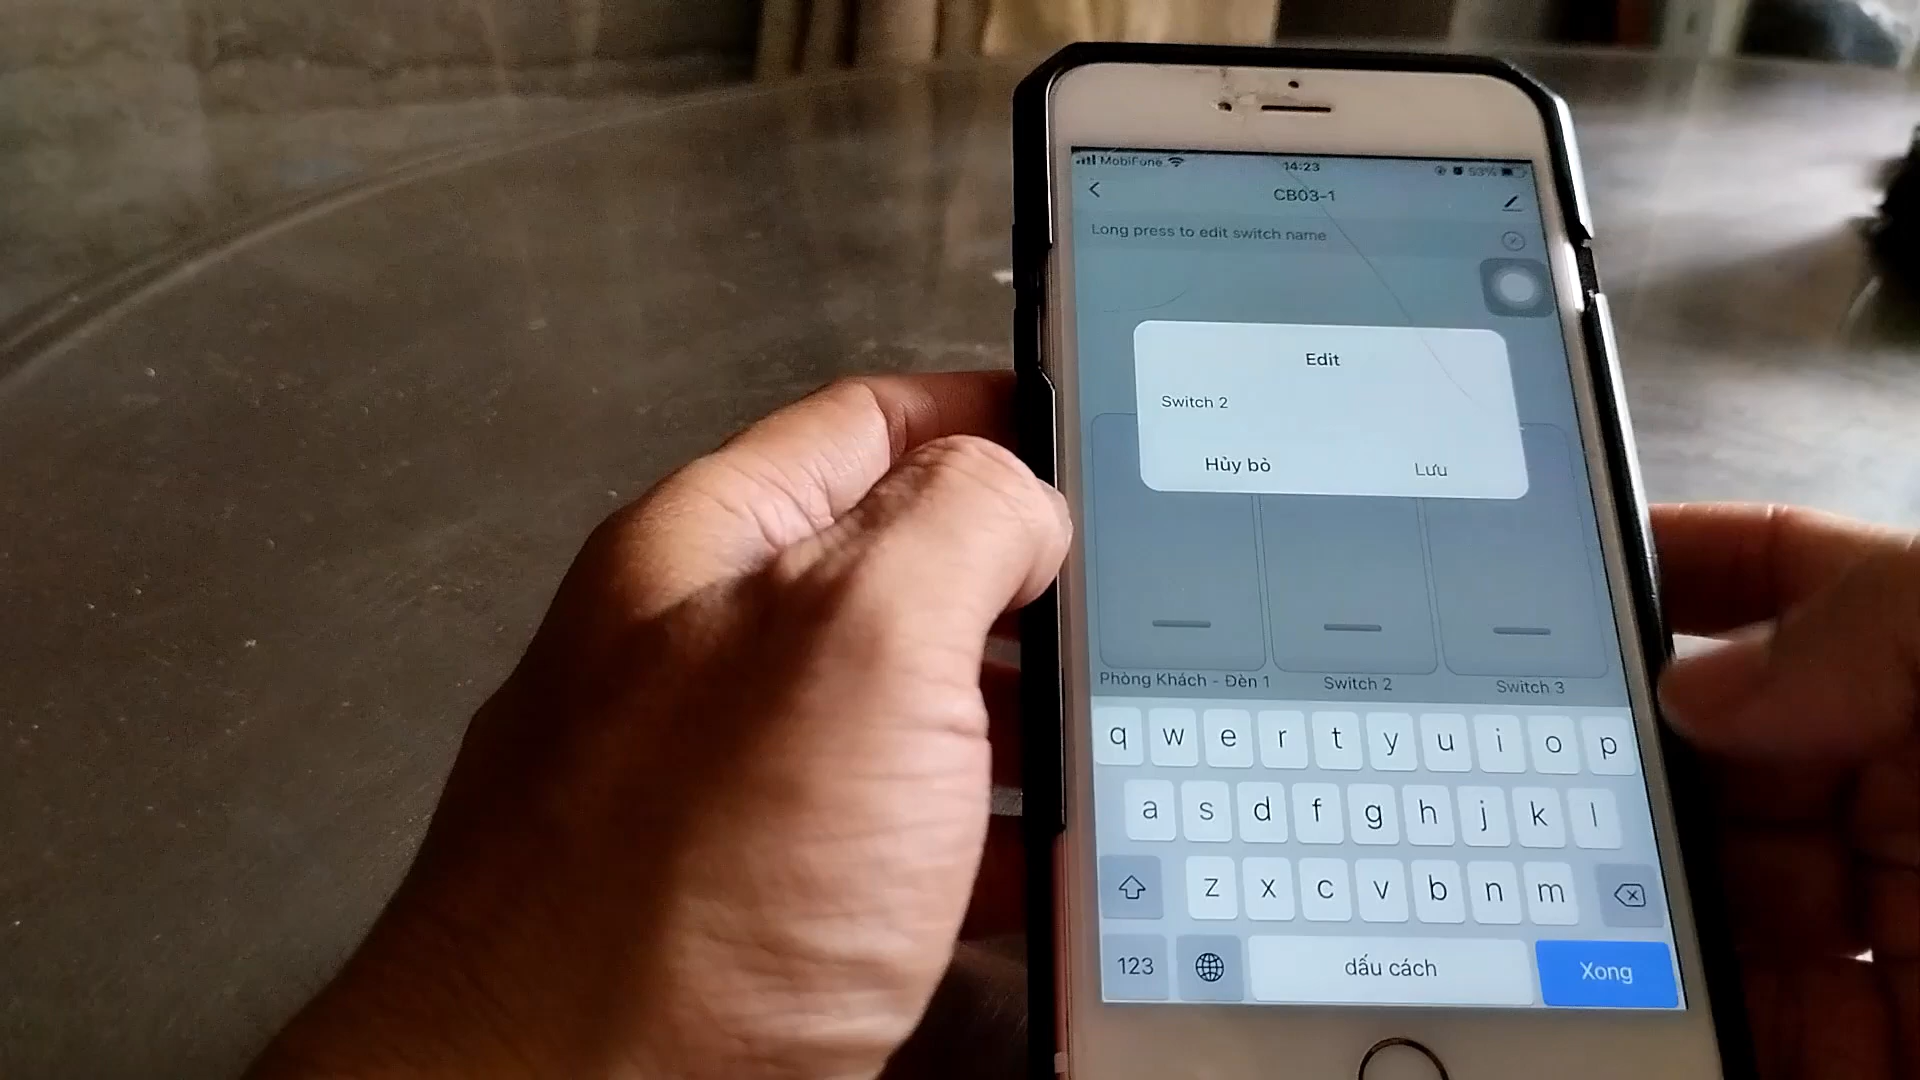 MobiFone 14:23 53%
CB03-1
Long press to edit switch name
Edit
Switch 2
Hủy bỏ Lưu
Phòng Khách - Đèn 1 Switch 2 Switch 3
q w e r t y u i o p
a s d f g h j k l
z x c v b n m
123 dấu cách Xong